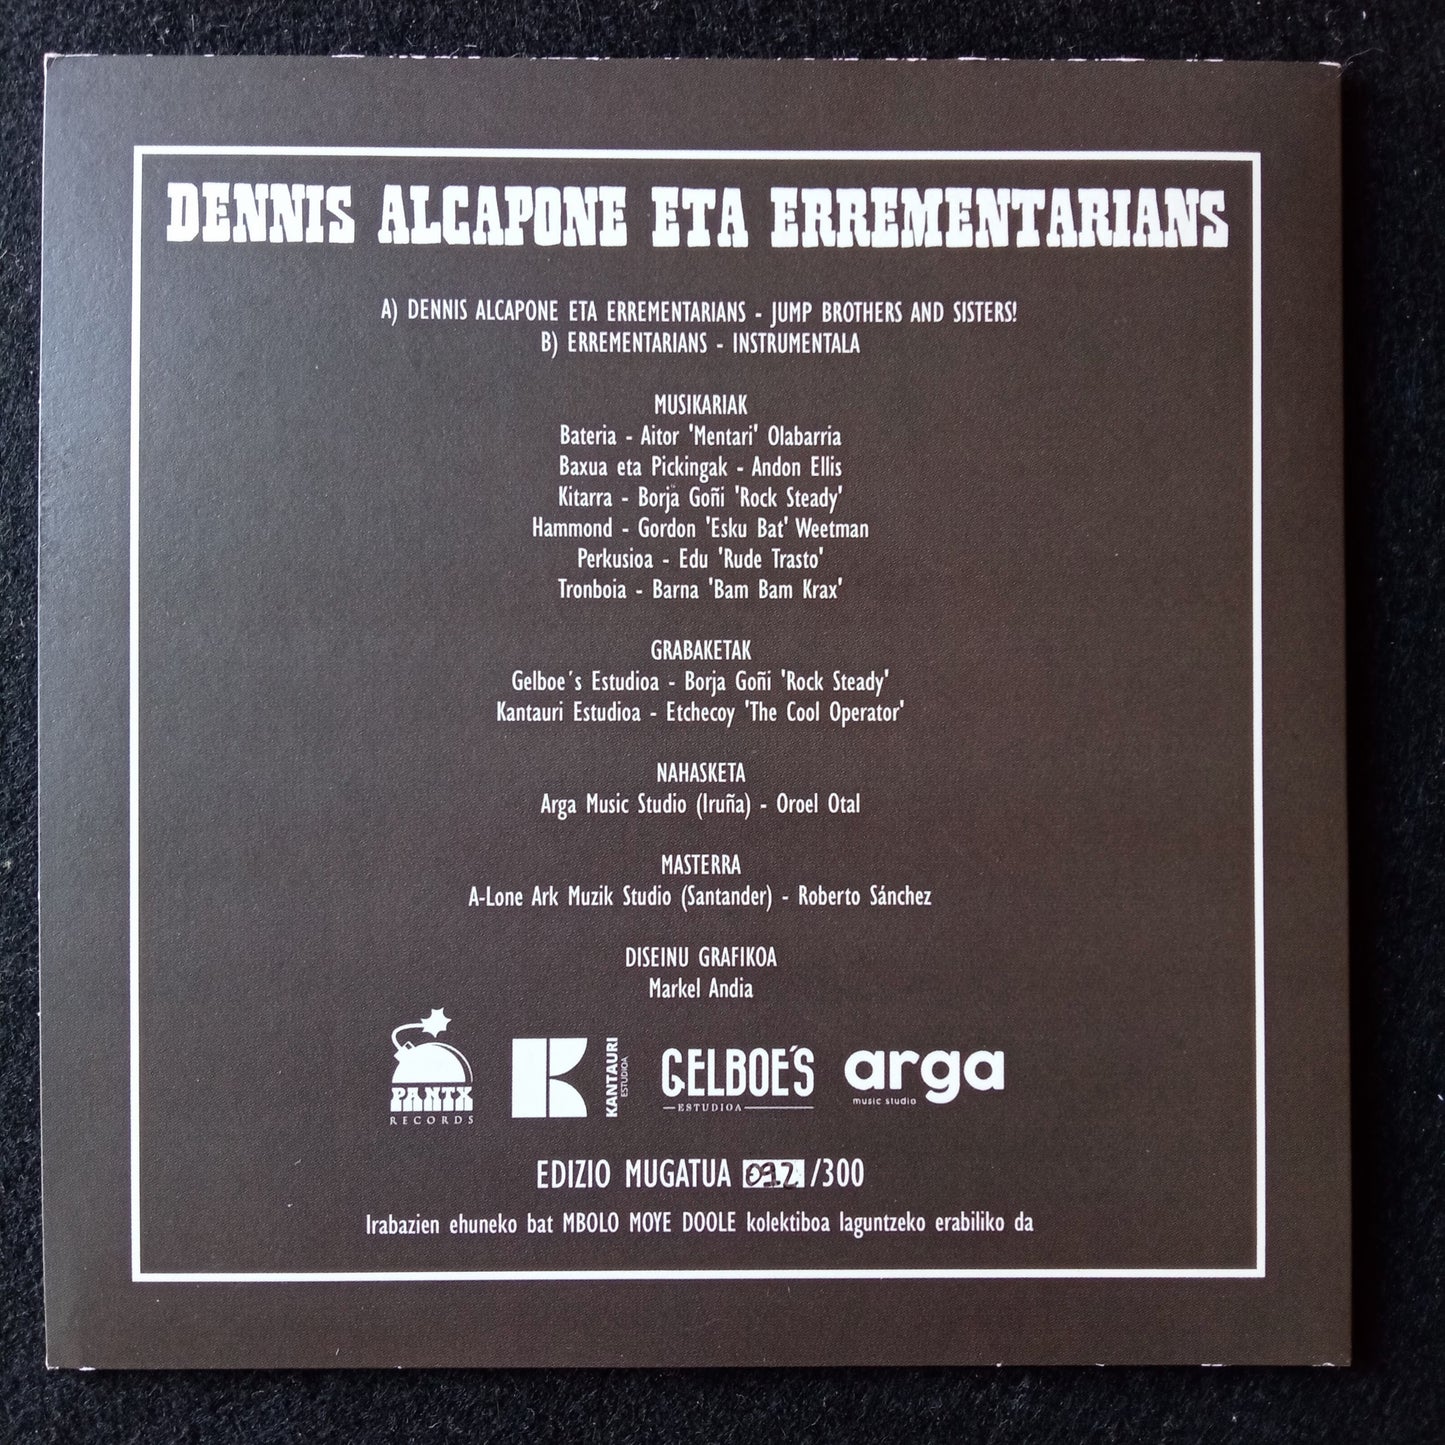 DENNIS ALCAPONE ETA ERREMENTARIANS
A) DENNIS ALCAPONE ETA ERREMENTARIANS - JUMP BROTHERS AND SISTERS!
B) ERREMENTARIANS - INSTRUMENTALA
MUSIKARIAK
Bateria - Aitor 'Mentari' Olabarria
Baxua eta Pickingak - Andon Ellis
Kitarra - Borja Goñi 'Rock Steady'
Hammond - Gordon 'Esku Bat' Weetman
Perkusioa - Edu 'Rude Trasto'
Tronboia - Barna 'Bam Bam Krax'
GRABAKETAK
Gelboe´s Estudioa - Borja Goñi 'Rock Steady'
Kantauri Estudioa - Etchecoy 'The Cool Operator'
NAHASKETA
Arga Music Studio (Iruña) - Oroel Otal
MASTERRA
A-Lone Ark Muzik Studio (Santander) - Roberto Sánchez
DISEINU GRAFIKOA
Markel Andia
PANTX
RECORDS
K
KANTAURI
ESTUDIOA
GELBOE´S
ESTUDIOA
arga
music studio
EDIZIO MUGATUA 092 /300
Irabazien ehuneko bat MBOLO MOYE DOOLE kolektiboa laguntzeko erabiliko da